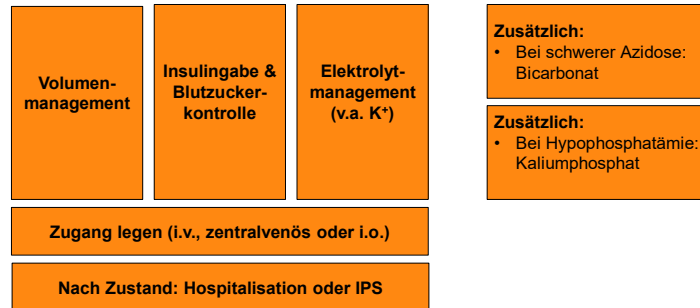 Volumen-
management
Insulingabe &
Blutzucker-
kontrolle
Elektrolyt-
management
(v.a. K⁺)
Zugang legen (i.v., zentralvenös oder i.o.)
Nach Zustand: Hospitalisation oder IPS
Zusätzlich:
• Bei schwerer Azidose:
Bicarbonat
Zusätzlich:
• Bei Hypophosphatämie:
Kaliumphosphat